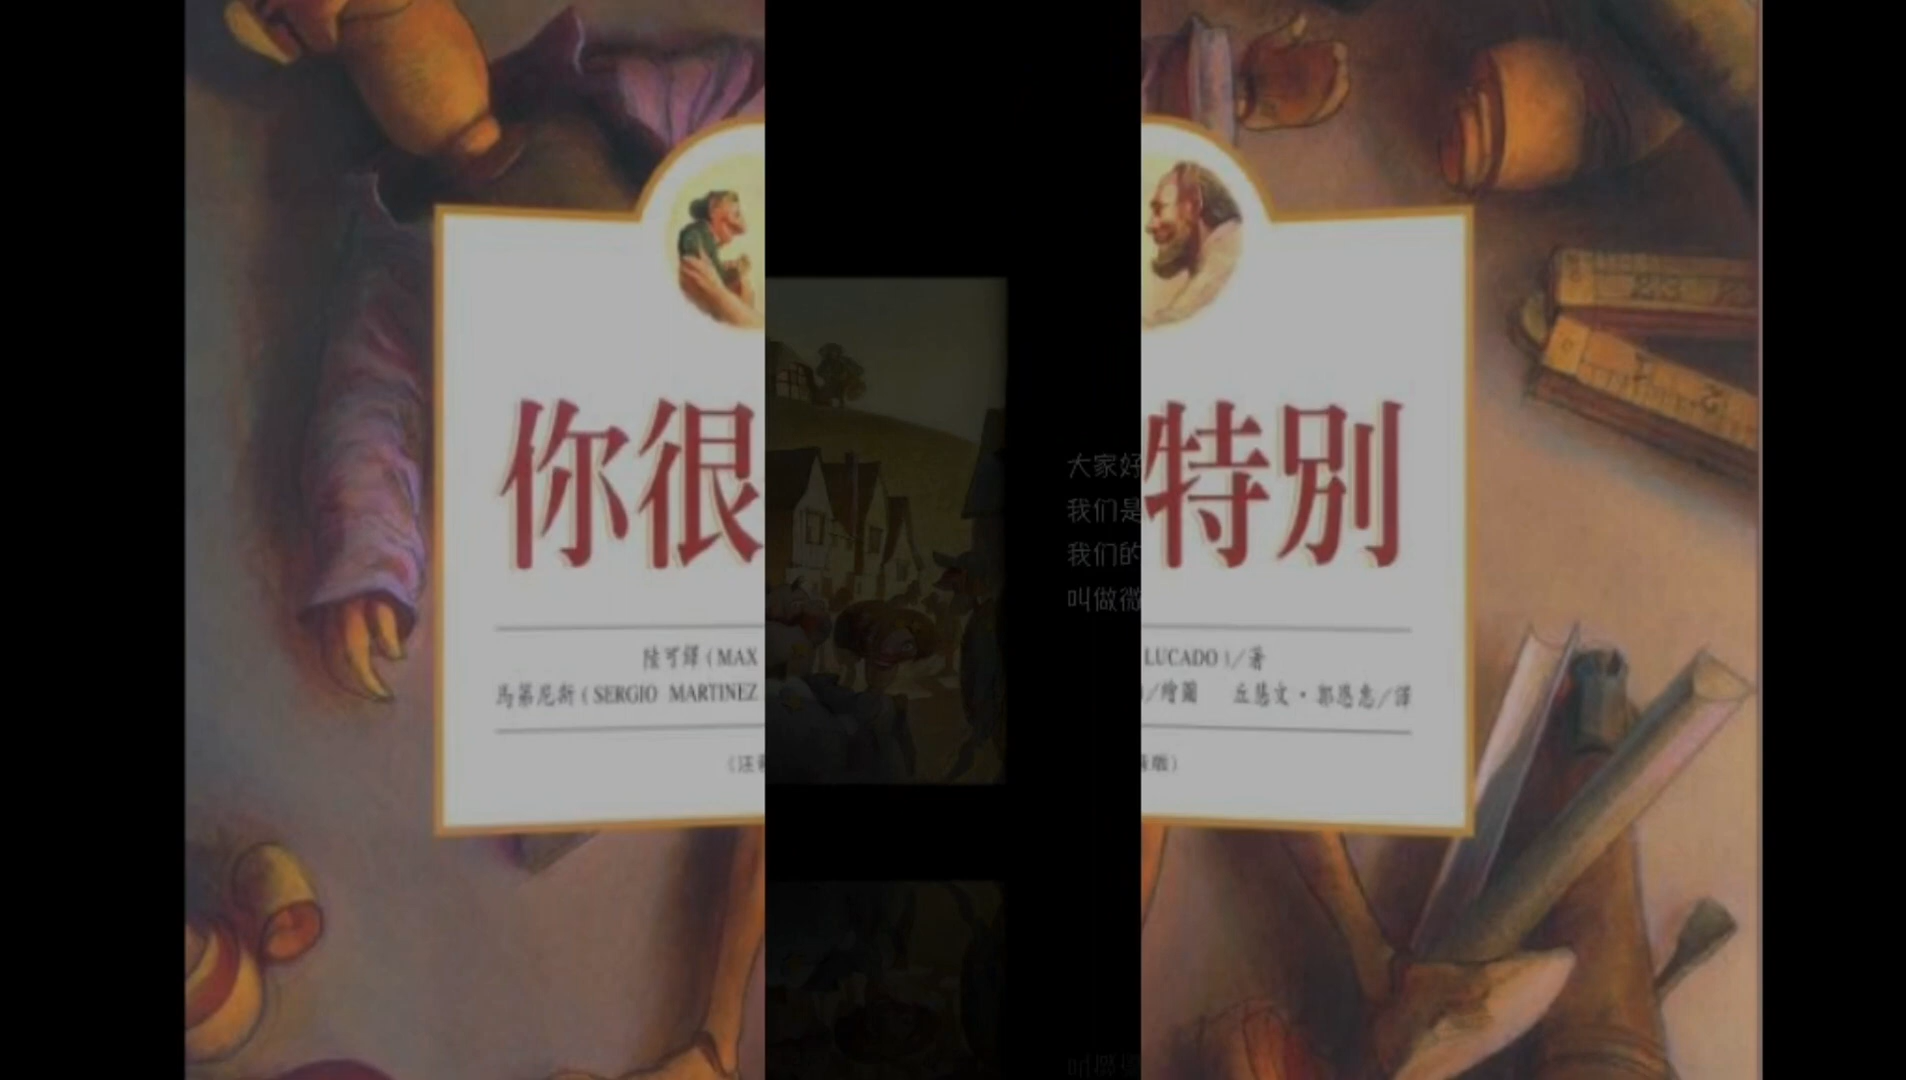 你很特別
陸可鐸（MAX LUCADO）／著
馬第尼斯（SERGIO MARTINEZ）／繪圖 丘慧文・郭恩惠／譯
大家好
我们是
我们的
叫做微